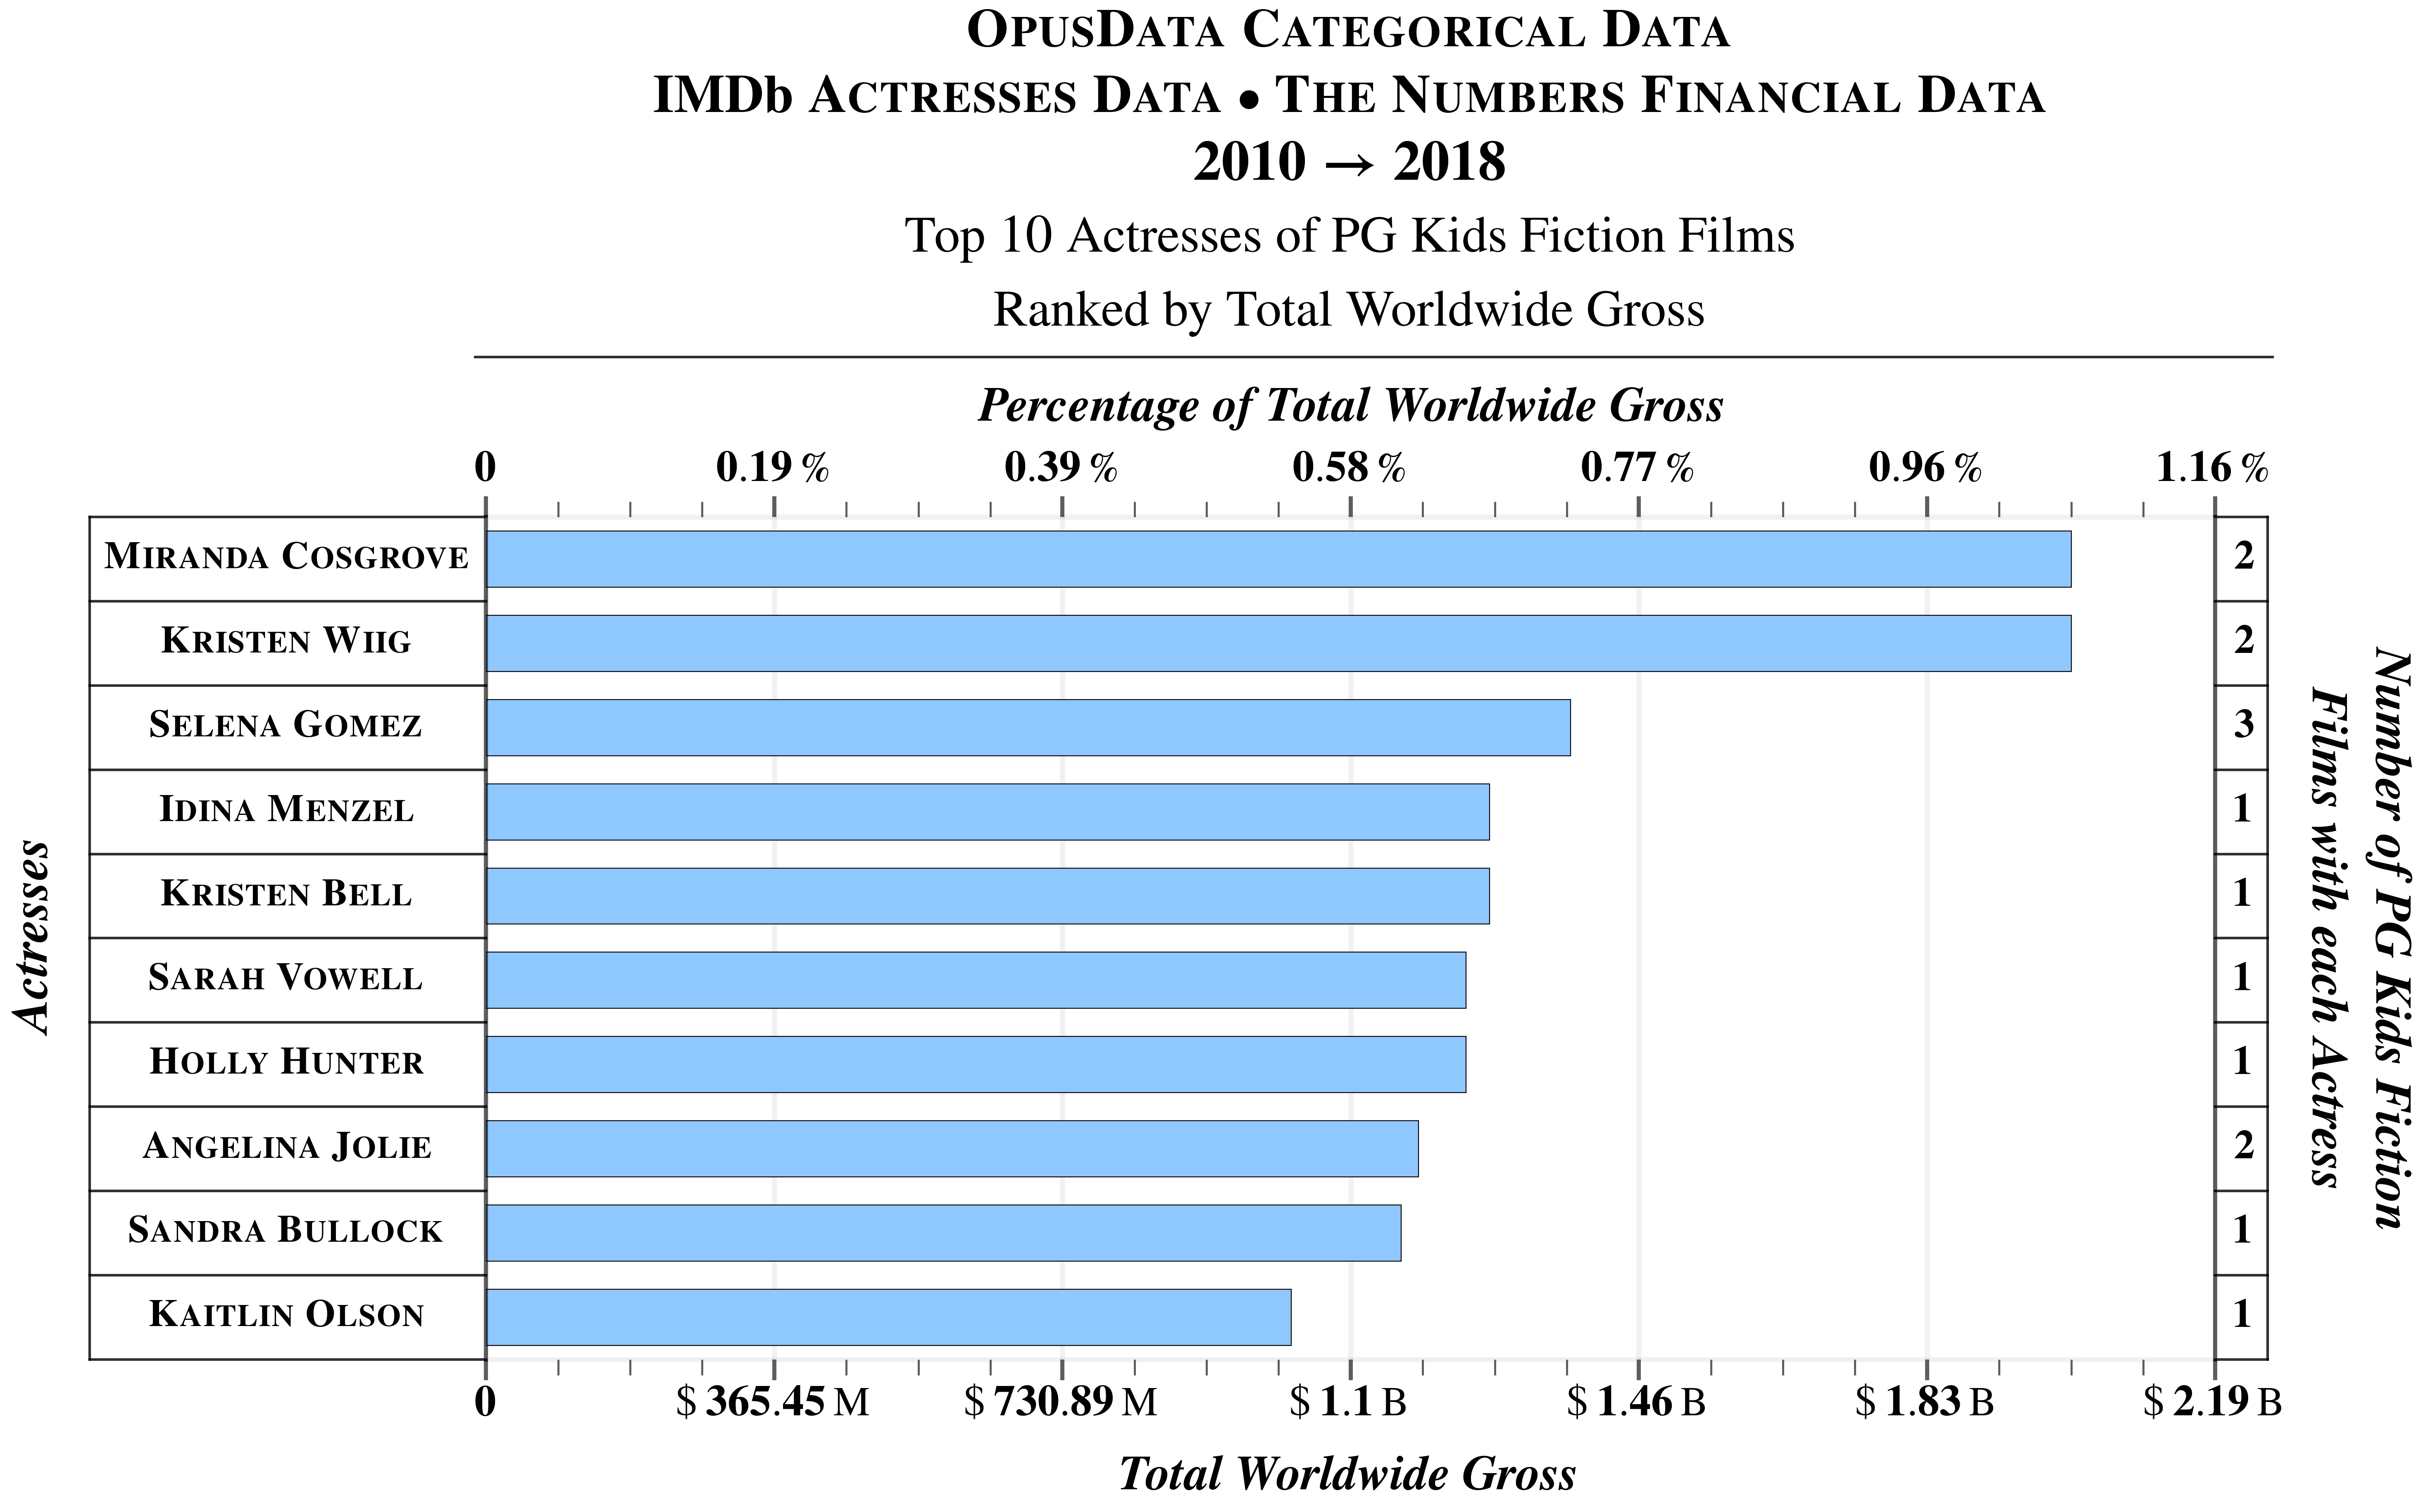 OpusData Categorical Data
IMDb Actresses Data • The Numbers Financial Data
2010 → 2018
Top 10 Actresses of PG Kids Fiction Films
Ranked by Total Worldwide Gross
Percentage of Total Worldwide Gross
0 0.19 % 0.39 % 0.58 % 0.77 % 0.96 % 1.16 %
Miranda Cosgrove 2
Kristen Wiig 2
Selena Gomez 3
Idina Menzel 1
Kristen Bell 1
Sarah Vowell 1
Holly Hunter 1
Angelina Jolie 2
Sandra Bullock 1
Kaitlin Olson 1
Actresses
Number of PG Kids Fiction
Films with each Actress
0 $ 365.45 M $ 730.89 M $ 1.1 B $ 1.46 B $ 1.83 B $ 2.19 B
Total Worldwide Gross